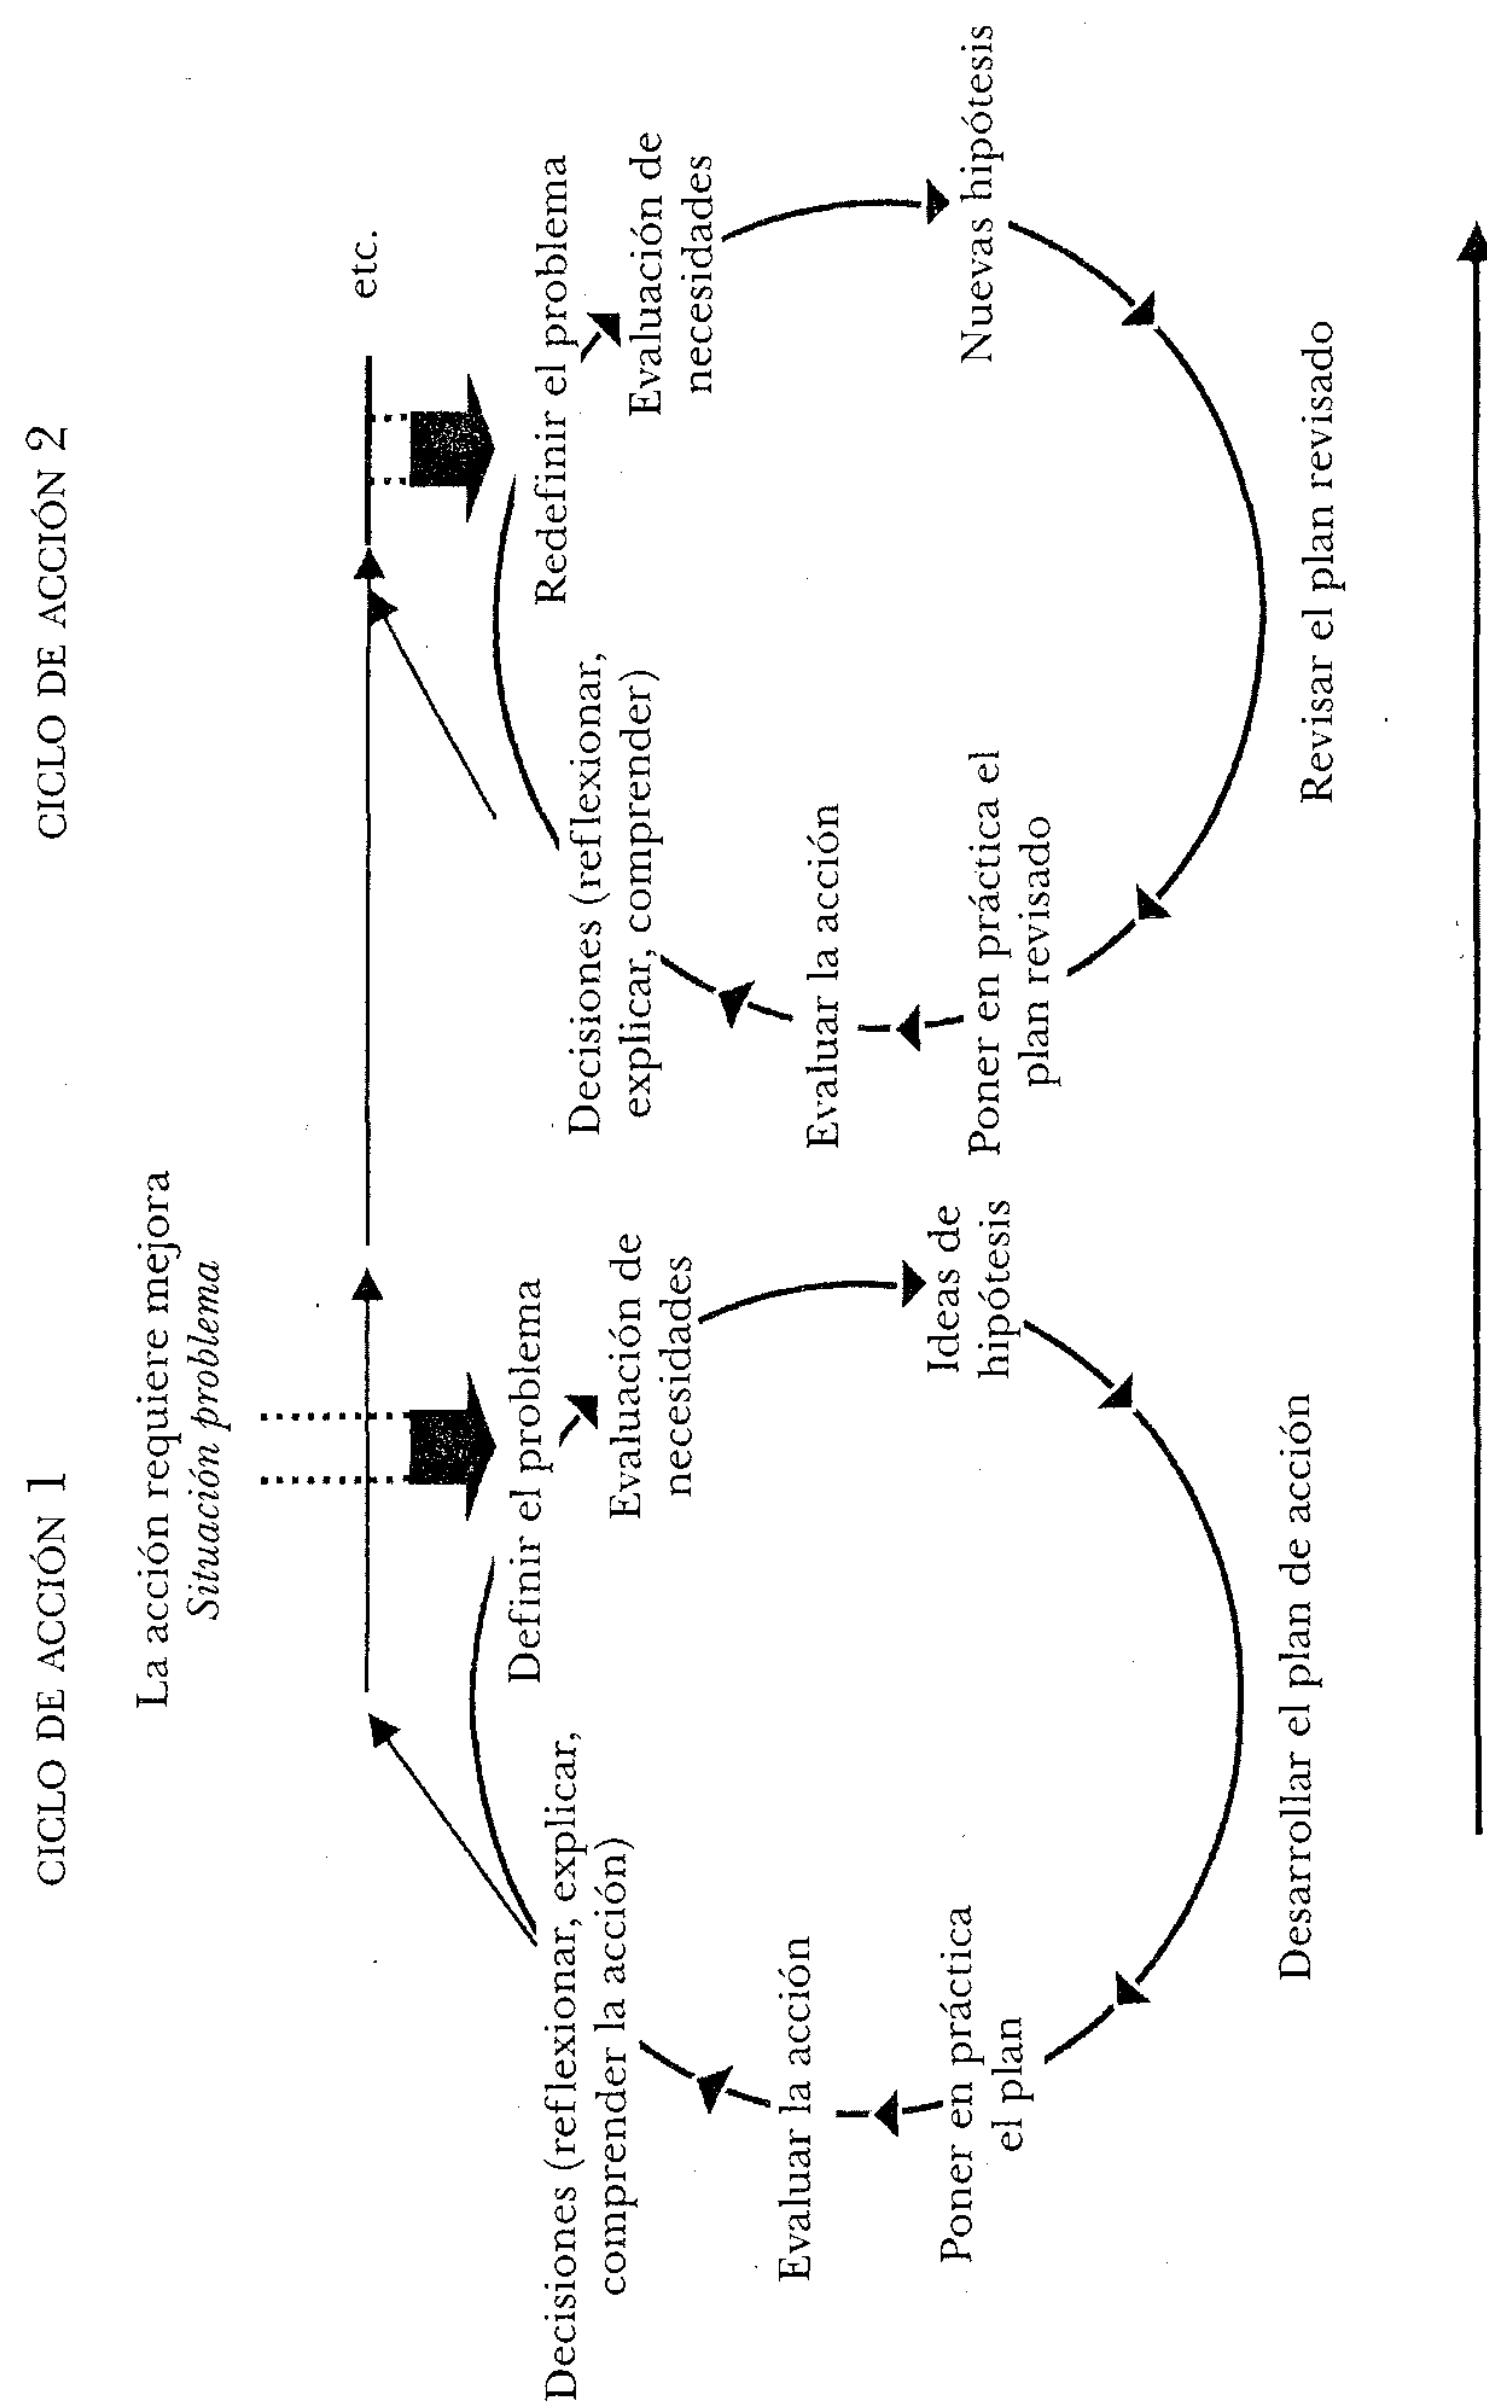 CICLO DE ACCIÓN 1
La acción requiere mejora
Situación problema
Definir el problema
Evaluación de
necesidades
Ideas de
hipótesis
Desarrollar el plan de acción
Poner en práctica
el plan
Evaluar la acción
Decisiones (reflexionar, explicar,
comprender la acción)
CICLO DE ACCIÓN 2
etc.
Redefinir el problema
Evaluación de
necesidades
Nuevas hipótesis
Revisar el plan revisado
Poner en práctica el
plan revisado
Evaluar la acción
Decisiones (reflexionar,
explicar, comprender)